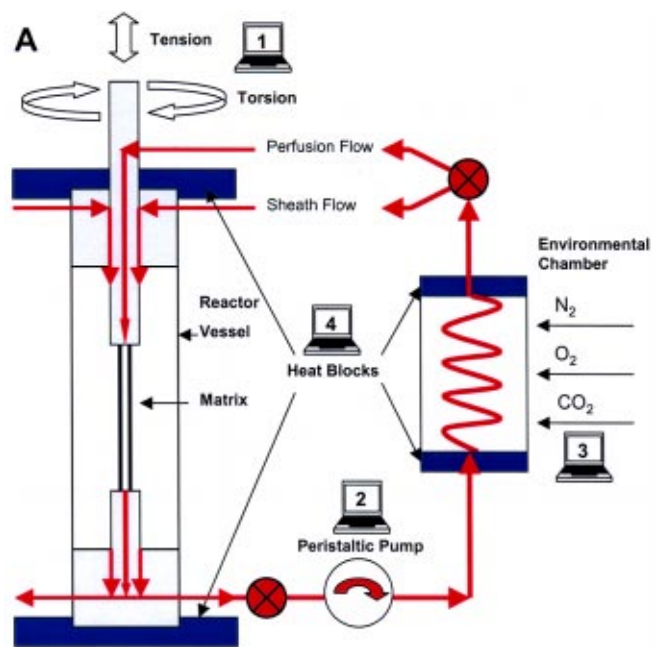 A
Tension
1
Torsion
Perfusion Flow
Sheath Flow
Environmental
Chamber
N₂
Reactor
Vessel
4
Heat Blocks
O₂
Matrix
CO₂
3
2
Peristaltic Pump